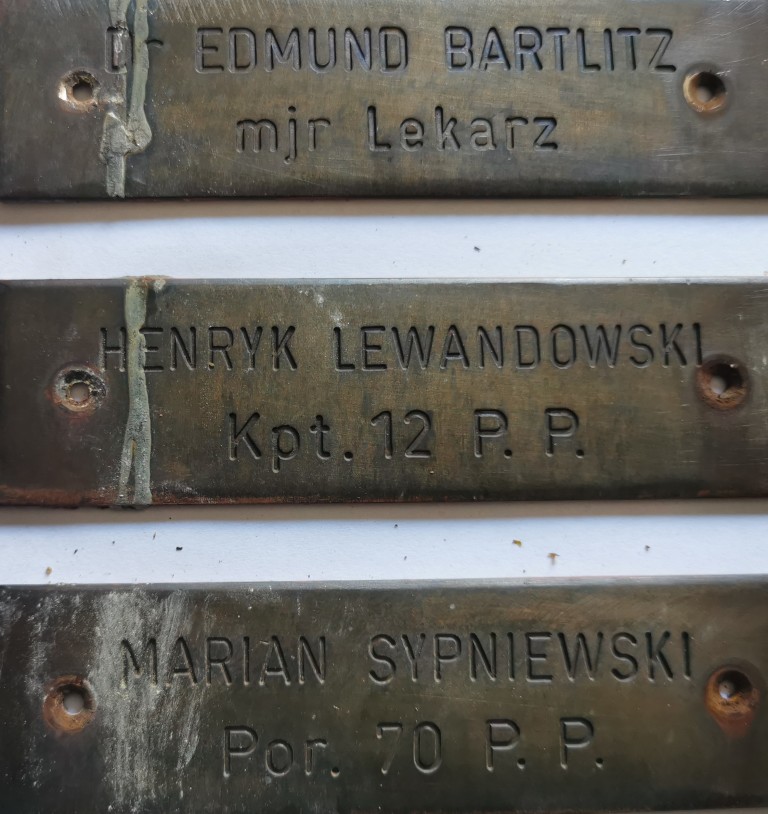 Dr EDMUND BARTLITZ
mjr Lekarz
HENRYK LEWANDOWSKI
Kpt. 12 P. P.
MARIAN SYPNIEWSKI
Por. 70 P. P.